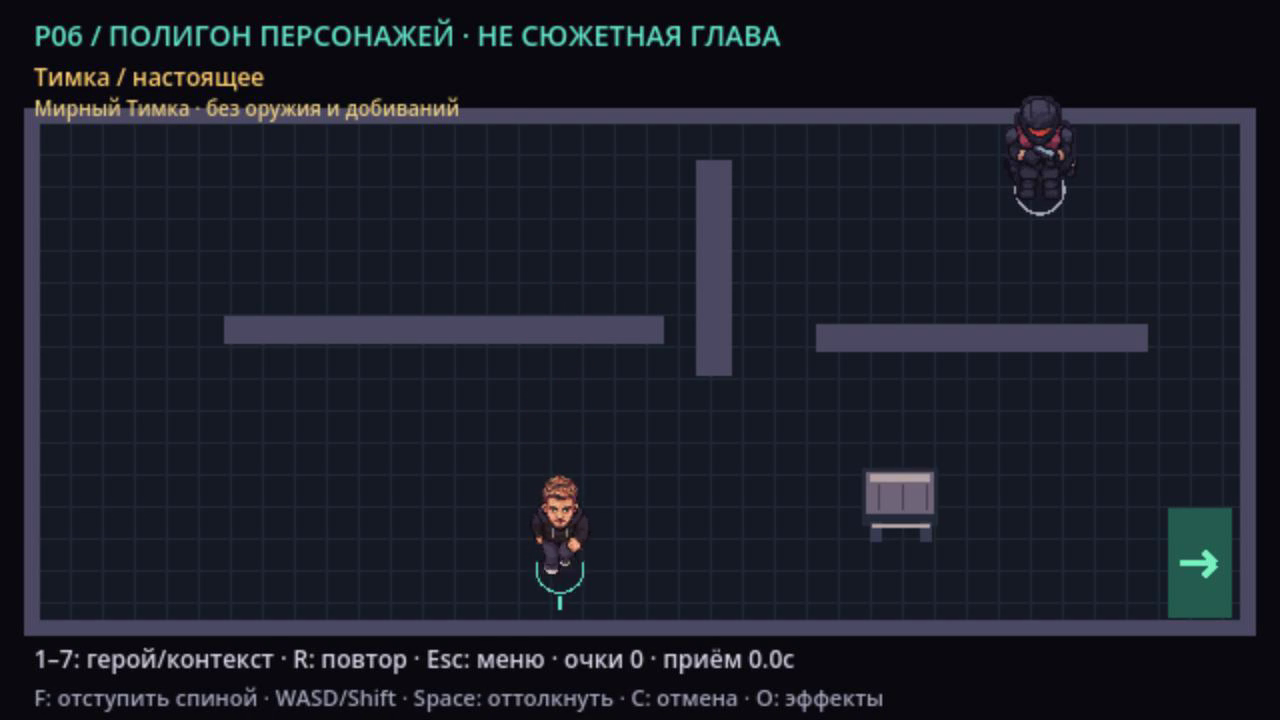 P06 / ПОЛИГОН ПЕРСОНАЖЕЙ · НЕ СЮЖЕТНАЯ ГЛАВА
Тимка / настоящее
Мирный Тимка · без оружия и добиваний
1–7: герой/контекст · R: повтор · Esc: меню · очки 0 · приём 0.0с
F: отступить спиной · WASD/Shift · Space: оттолкнуть · C: отмена · O: эффекты